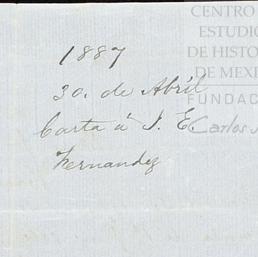 CENTRO
ESTUDIO
DE HISTO
DE MEXI
FUNDAC
1887
30. de Abril
Carta á J. E. Carlos
Fernandez